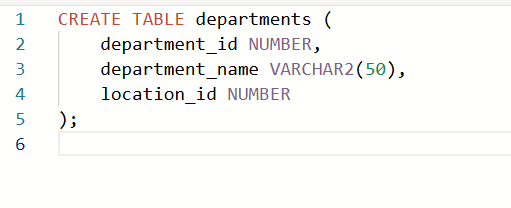 1 CREATE TABLE departments (
2     department_id NUMBER,
3     department_name VARCHAR2(50),
4     location_id NUMBER
5 );
6